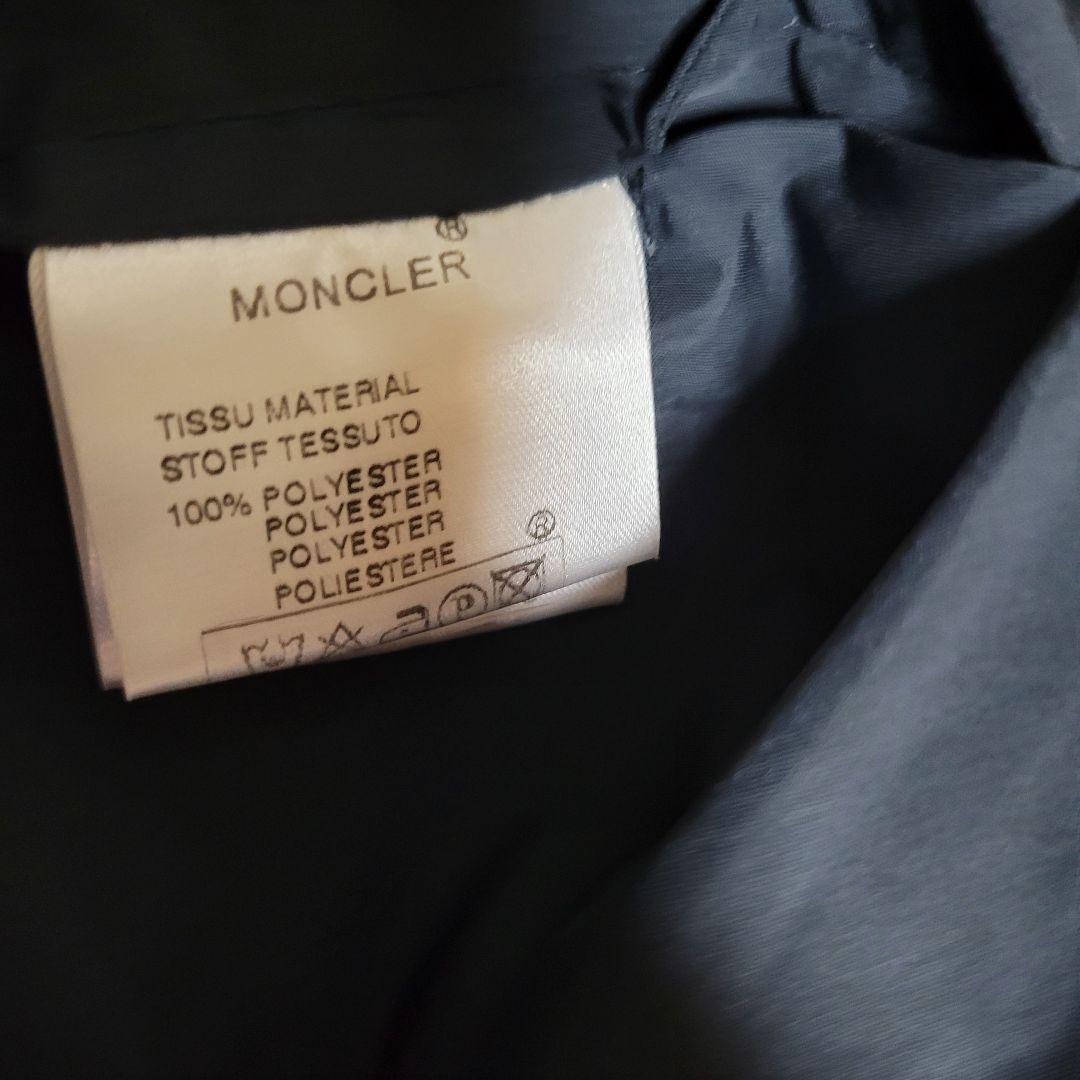 ®
MONCLER
TISSU MATERIAL
STOFF TESSUTO
100% POLYESTER
POLYESTER
POLYESTER
POLIESTERE
®
P